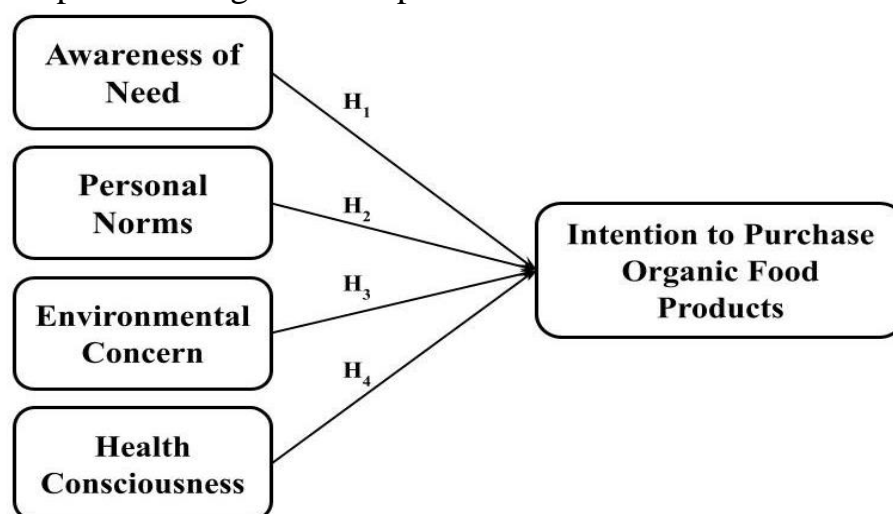 Awareness of
Need
H₁
Personal
Norms
H₂
Intention to Purchase
Organic Food
Products
Environmental
Concern
H₃
H₄
Health
Consciousness